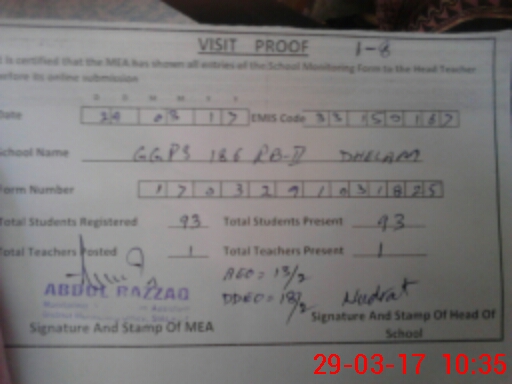 VISIT PROOF 1-8
It is certified that the MEA has shown all entries of the School Monitoring Form to the Head Teacher
before its online submission
D D M M Y Y
Date 29 03 17 EMIS Code
School Name GGPS 186 RB-II DHELAM
Form Number 1 7 0 3 2 9 1 0 3 1 8 2 5
Total Students Registered 93 Total Students Present 93
Total Teachers Posted 1 Total Teachers Present 1
AEO = 13/2
ABDUL RAZZAQ DDEO = 18/2 Nudrat
Signature And Stamp Of MEA Signature And Stamp Of Head Of
School
29-03-17 10:35